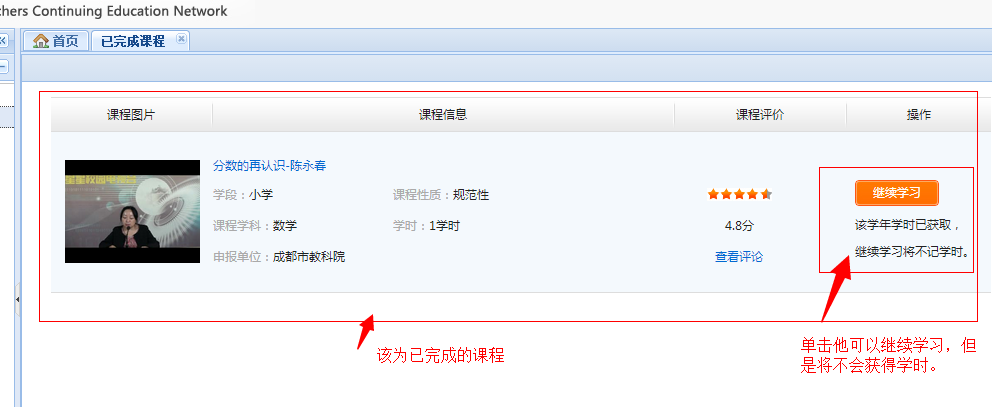 chers Continuing Education Network
首页 已完成课程
课程图片 课程信息 课程评价 操作
分数的再认识-陈永春
学段：小学 课程性质：规范性
课程学科：数学 学时：1学时
申报单位：成都市教科院
4.8分
查看评论
继续学习
该学年学时已获取，
继续学习将不记学时。
该为已完成的课程
单击他可以继续学习，但
是将不会获得学时。